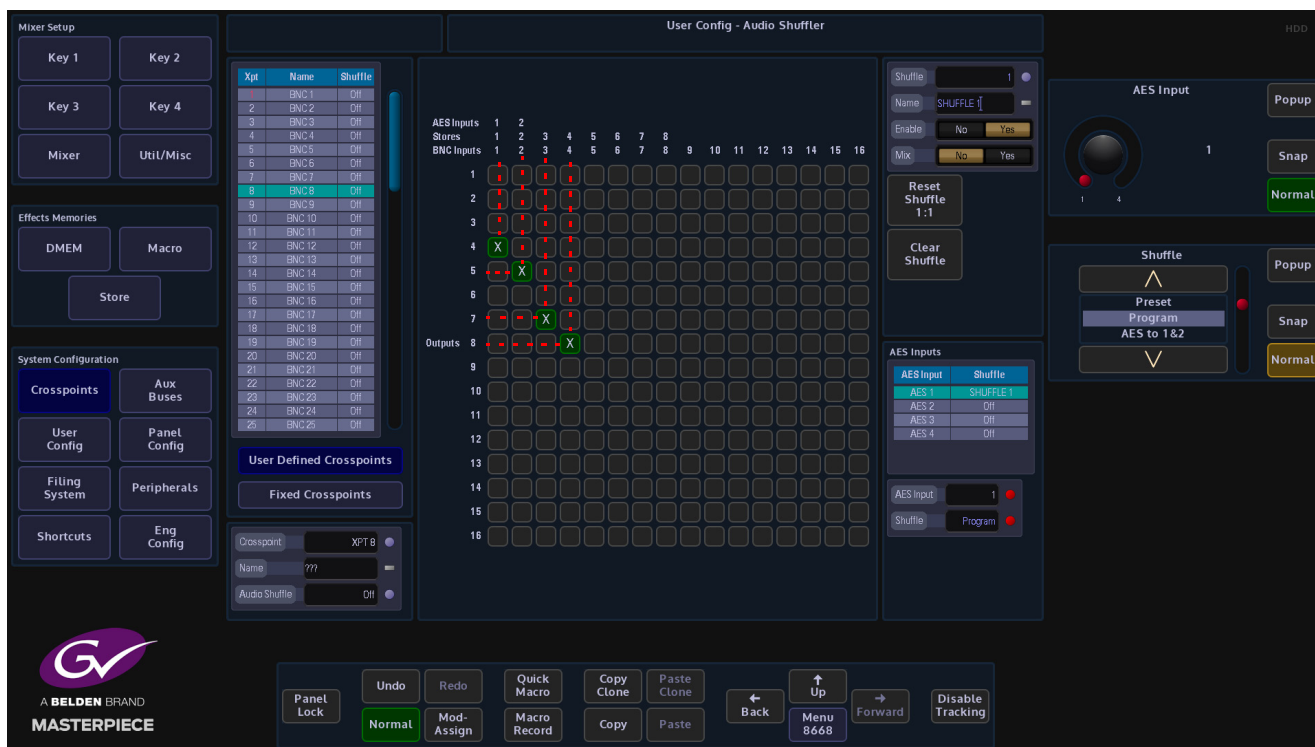 User Config - Audio Shuffler
HDD
Mixer Setup
Key 1
Key 2
Key 3
Key 4
Mixer
Util/Misc
Effects Memories
DMEM
Macro
Store
System Configuration
Crosspoints
Aux
Buses
User
Config
Panel
Config
Filing
System
Peripherals
Shortcuts
Eng
Config
Xpt Name Shuffle
BNC 1 Off
2 BNC 2 Off
3 BNC 3 Off
4 BNC 4 Off
5 BNC 5 Off
6 BNC 6 Off
7 BNC 7 Off
8 BNC 8 Off
9 BNC 9 Off
10 BNC 10 Off
11 BNC 11 Off
12 BNC 12 Off
13 BNC 13 Off
14 BNC 14 Off
15 BNC 15 Off
16 BNC 16 Off
17 BNC 17 Off
18 BNC 18 Off
19 BNC 19 Off
20 BNC 20 Off
21 BNC 21 Off
22 BNC 22 Off
23 BNC 23 Off
24 BNC 24 Off
25 BNC 25 Off
User Defined Crosspoints
Fixed Crosspoints
Crosspoint XPT 8
Name ???
Audio Shuffle Off
AES Inputs 1 2
Stores 1 2 3 4 5 6 7 8
BNC Inputs 1 2 3 4 5 6 7 8 9 10 11 12 13 14 15 16
1
2
3
4 X
5 X
6
7 X
Outputs 8 X
9
10
11
12
13
14
15
16
Shuffle 1
Name SHUFFLE 1
Enable No Yes
Mix No Yes
Reset
Shuffle
1:1
Clear
Shuffle
AES Inputs
AES Input Shuffle
AES 1 SHUFFLE 1
AES 2 Off
AES 3 Off
AES 4 Off
AES Input 1
Shuffle Program
AES Input
1
1 4
Popup
Snap
Normal
Shuffle
Preset
Program
AES to 1&2
Popup
Snap
Normal
GV
A BELDEN BRAND
MASTERPIECE
Panel
Lock
Undo
Redo
Normal
Mod-
Assign
Quick
Macro
Macro
Record
Copy
Clone
Paste
Clone
Copy
Paste
Back
Up
Menu
8668
Forward
Disable
Tracking